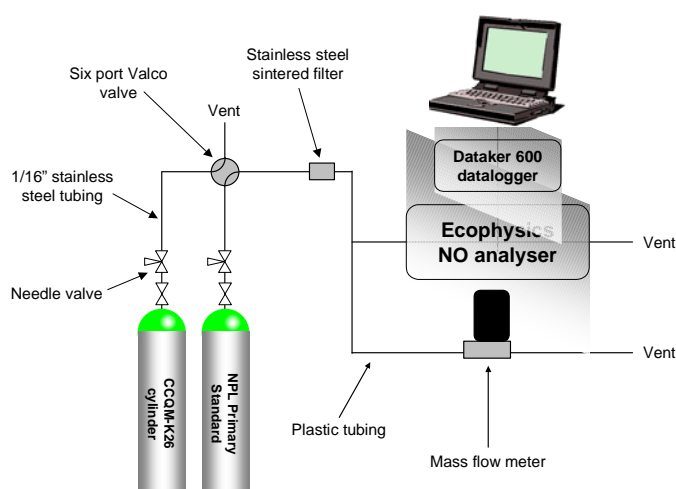 Stainless steel
sintered filter
Six port Valco
valve
Vent
1/16” stainless
steel tubing
Dataker 600
datalogger
Ecophysics
NO analyser
Vent
Needle valve
Vent
CCQM-K26
cylinder
NPL Primary
Standard
Plastic tubing
Mass flow meter